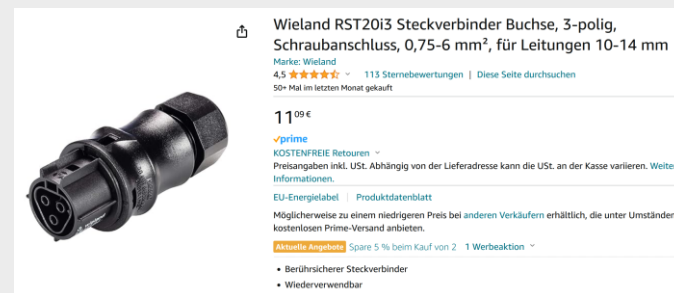 Wieland RST20i3 Steckverbinder Buchse, 3-polig,
Schraubanschluss, 0,75-6 mm², für Leitungen 10-14 mm
Marke: Wieland
4,5 113 Sternebewertungen | Diese Seite durchsuchen
50+ Mal im letzten Monat gekauft
11⁰⁹€
prime
KOSTENFREIE Retouren
Preisangaben inkl. USt. Abhängig von der Lieferadresse kann die USt. an der Kasse variieren. Weite
Informationen.
EU-Energielabel | Produktdatenblatt
Möglicherweise zu einem niedrigeren Preis bei anderen Verkäufern erhältlich, die unter Umständen
kostenlosen Prime-Versand anbieten.
Aktuelle Angebote Spare 5 % beim Kauf von 2 1 Werbeaktion
• Berührsicherer Steckverbinder
• Wiederverwendbar